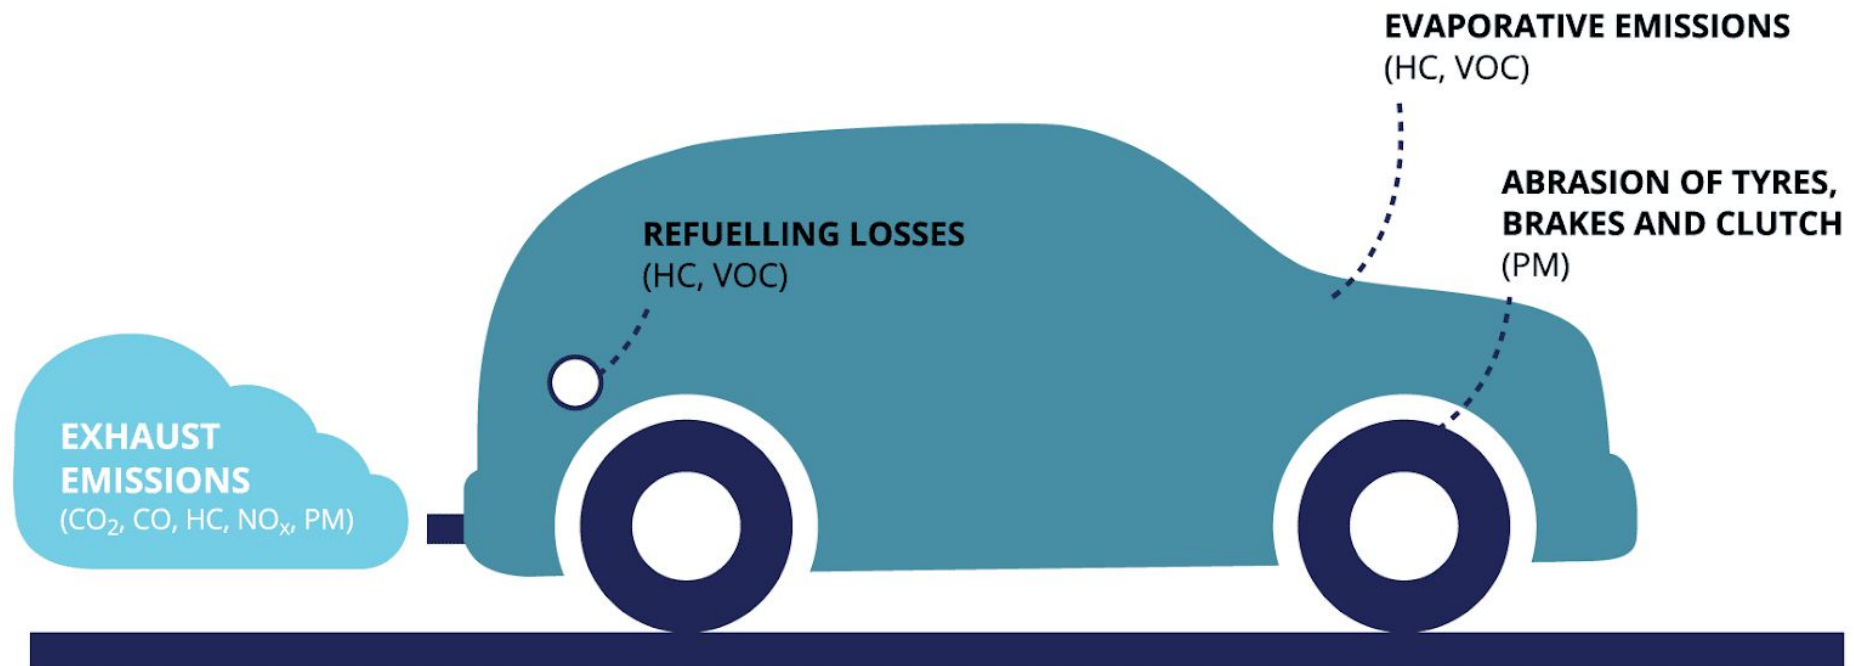 EVAPORATIVE EMISSIONS
(HC, VOC)
ABRASION OF TYRES,
BRAKES AND CLUTCH
(PM)
REFUELLING LOSSES
(HC, VOC)
EXHAUST
EMISSIONS
(CO₂, CO, HC, NOₓ, PM)